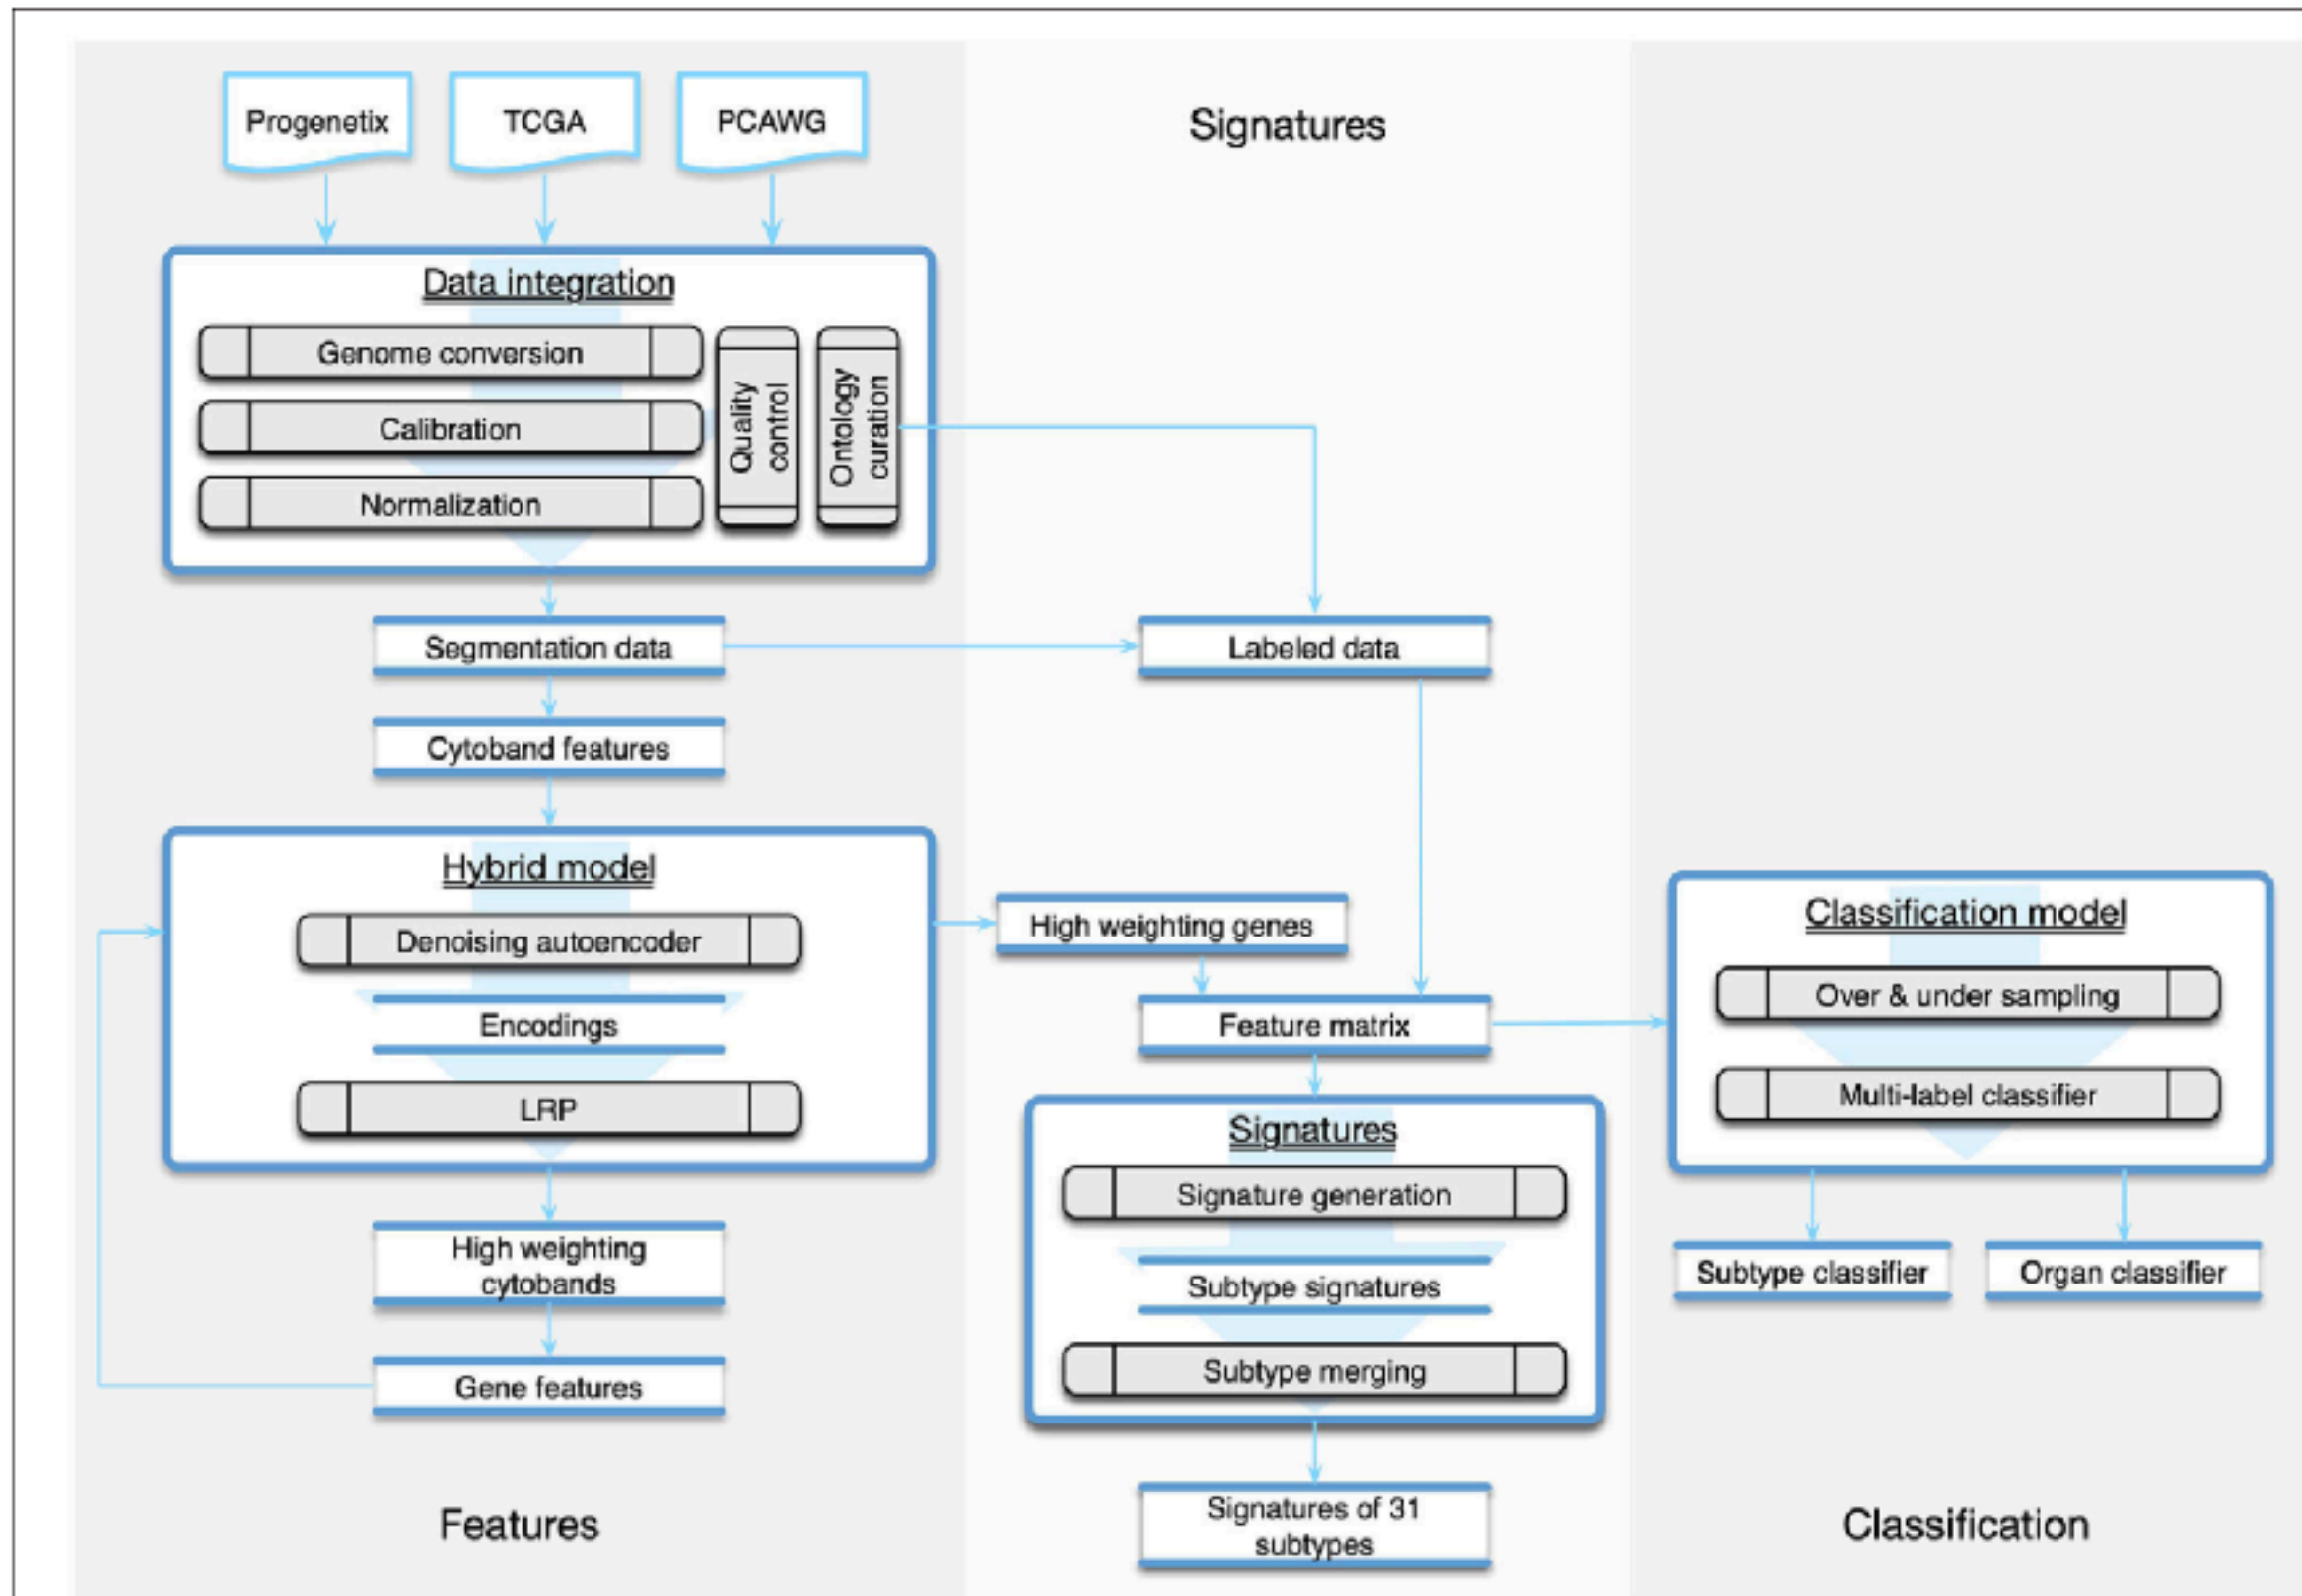 Progenetix
TCGA
PCAWG
Signatures
Data integration
Genome conversion
Calibration
Normalization
Quality
control
Ontology
curation
Segmentation data
Labeled data
Cytoband features
Hybrid model
Denoising autoencoder
Encodings
LRP
High weighting genes
Feature matrix
Classification model
Over & under sampling
Multi-label classifier
Signatures
Signature generation
Subtype signatures
Subtype merging
High weighting
cytobands
Gene features
Subtype classifier
Organ classifier
Signatures of 31
subtypes
Features
Classification